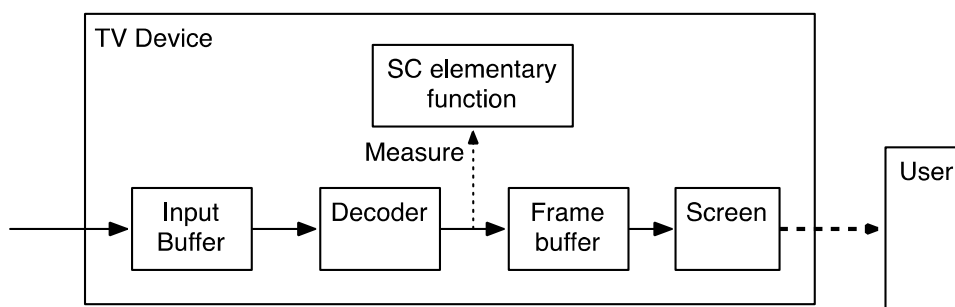 TV Device
SC elementary
function
Measure
Input
Buffer
Decoder
Frame
buffer
Screen
User